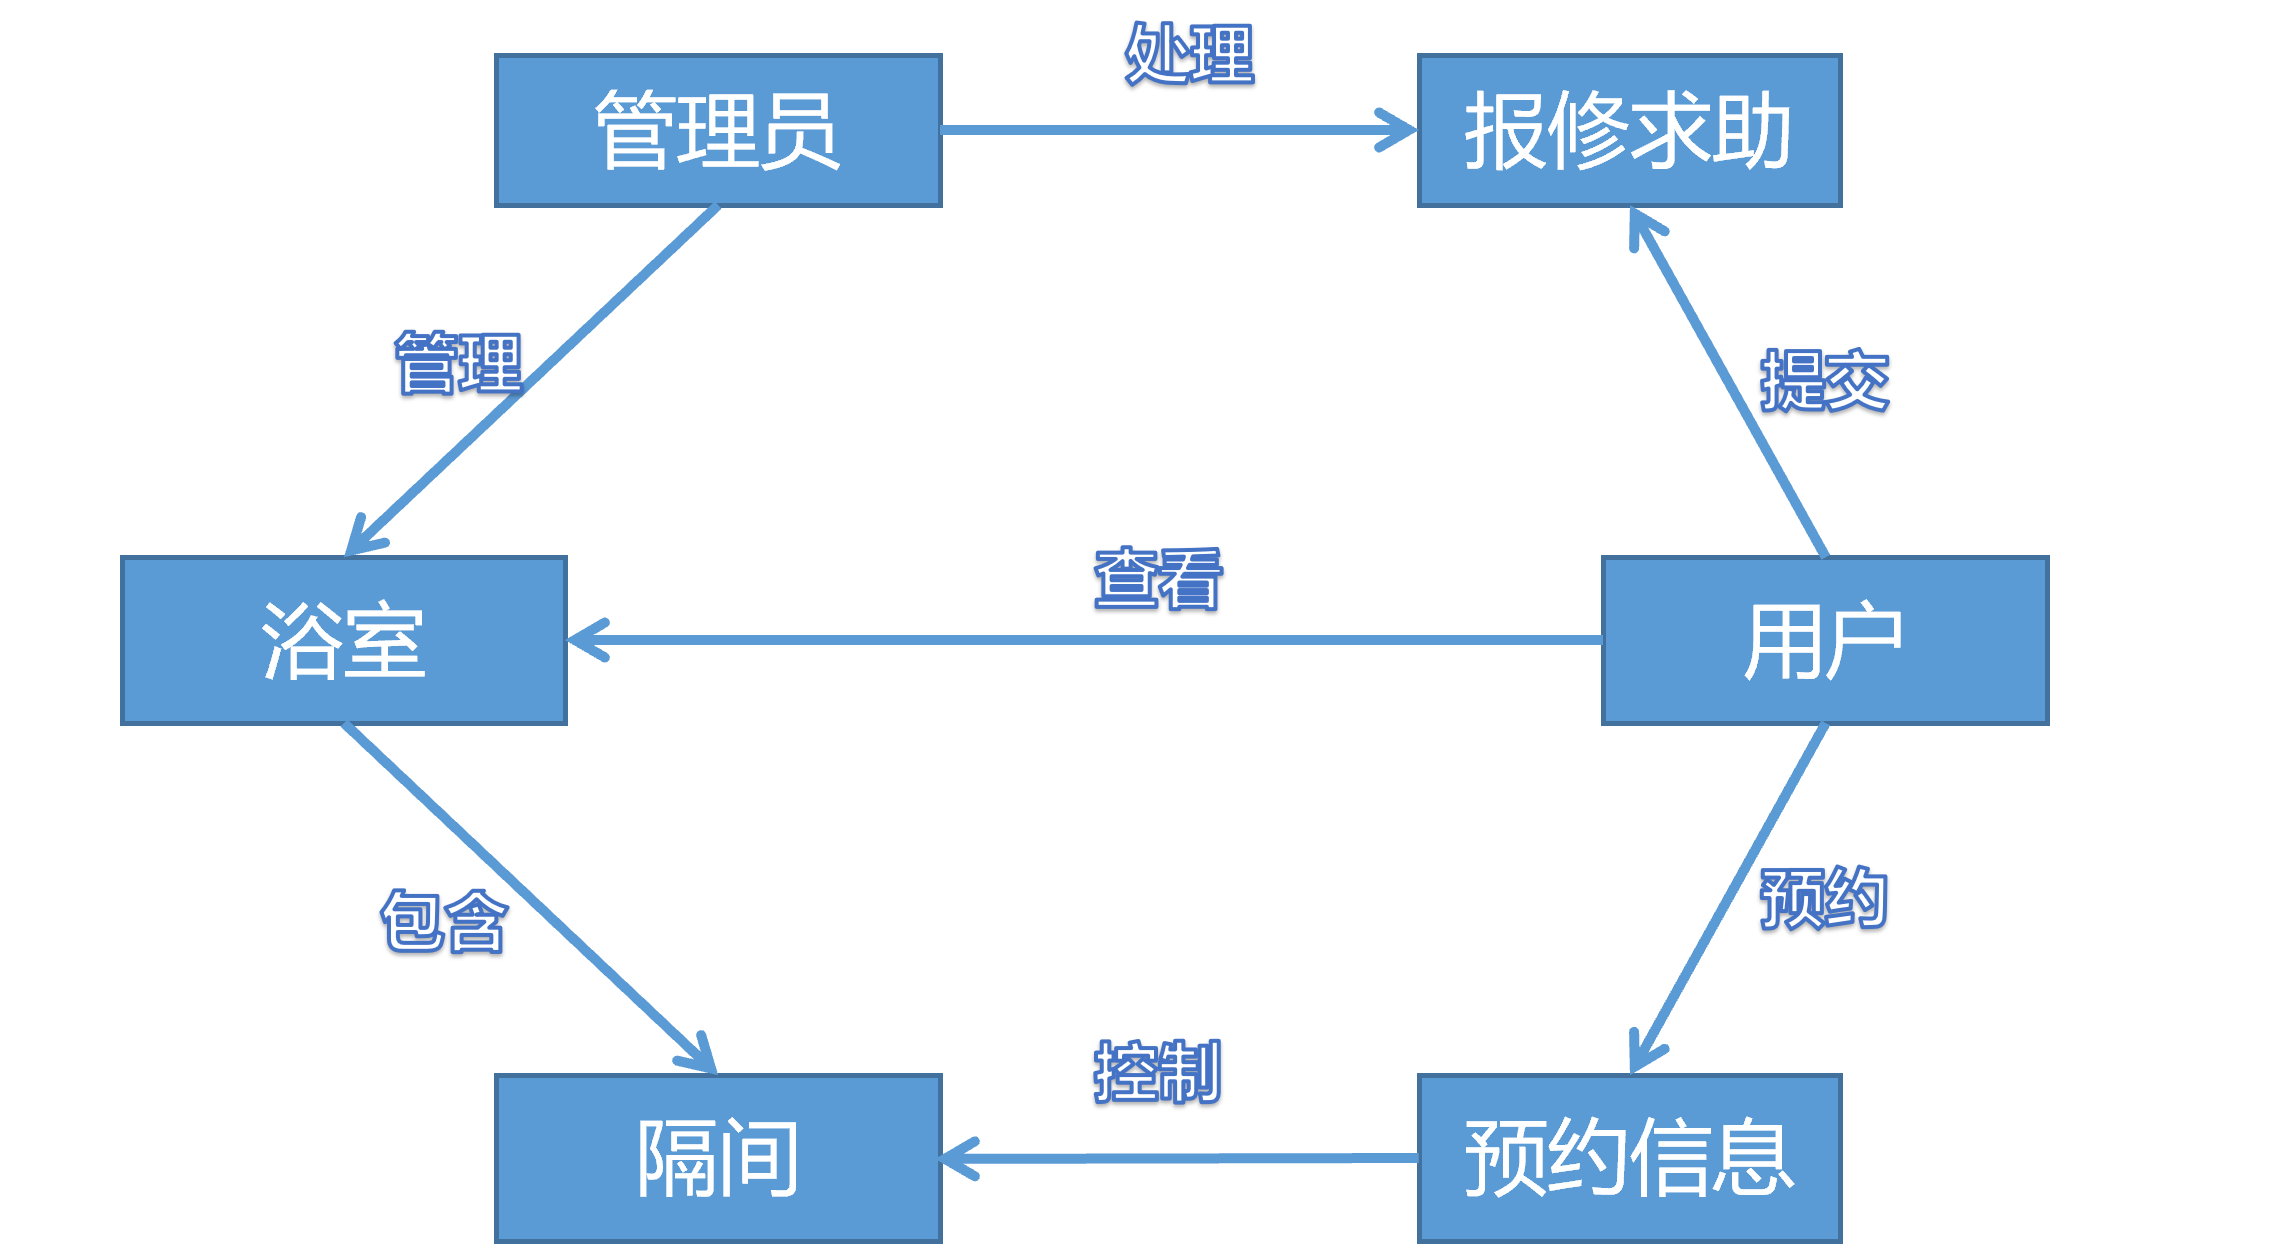 处理
管理员
报修求助
管理
提交
查看
浴室
用户
包含
预约
控制
隔间
预约信息